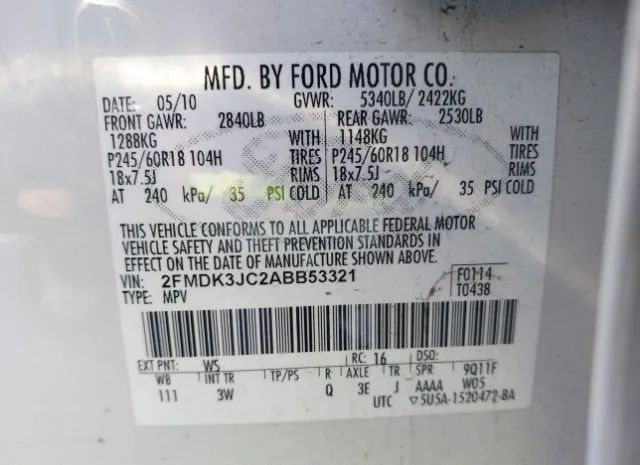 MFD. BY FORD MOTOR CO.
DATE: 05/10 GVWR: 5340LB/ 2422KG
FRONT GAWR: 2840LB REAR GAWR: 2530LB
1288KG WITH 1148KG WITH
P245/60R18 104H TIRES P245/60R18 104H TIRES
18x7.5J RIMS 18x7.5J RIMS
AT 240 kPa/ 35 PSI COLD AT 240 kPa/ 35 PSI COLD
THIS VEHICLE CONFORMS TO ALL APPLICABLE FEDERAL MOTOR
VEHICLE SAFETY AND THEFT PREVENTION STANDARDS IN
EFFECT ON THE DATE OF MANUFACTURE SHOWN ABOVE.
VIN: 2FMDK3JC2ABB53321 F0114
TYPE: MPV T0438
EXT PNT: WS RC: 16 DSO:
WB INT TR TP/PS R AXLE TR SPR 9Q11F
111 3W Q 3E J AAAA W05
UTC ▽5U5A-1520472-BA